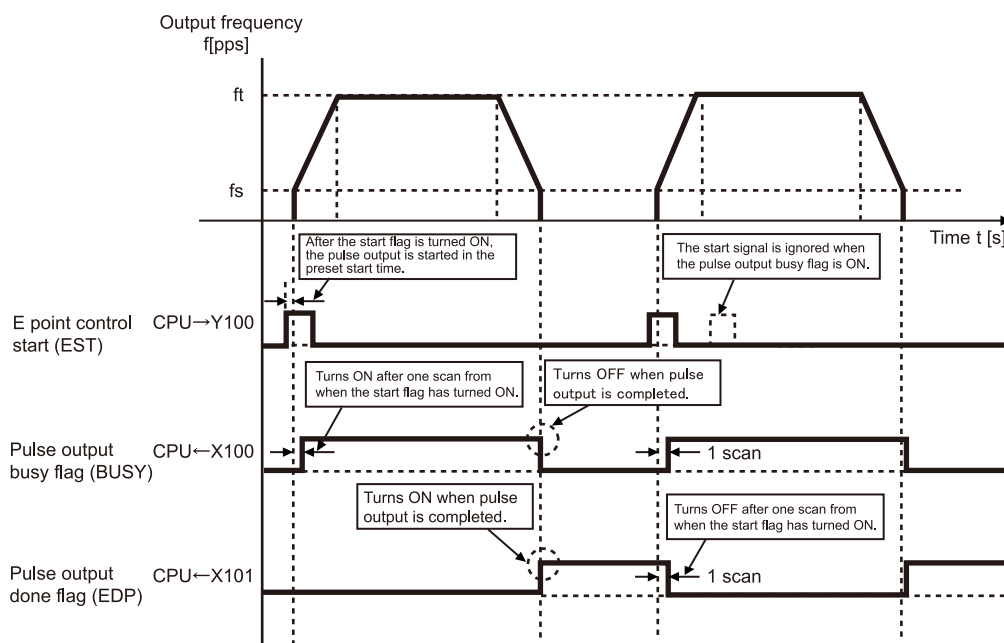 Output frequency
f[pps]
ft
fs
Time t [s]
After the start flag is turned ON,
the pulse output is started in the
preset start time.
The start signal is ignored when
the pulse output busy flag is ON.
E point control
start (EST)
CPU→Y100
Turns ON after one scan from
when the start flag has turned ON.
Turns OFF when pulse
output is completed.
Pulse output
busy flag (BUSY)
CPU←X100
1 scan
Turns ON when pulse
output is completed.
Turns OFF after one scan from
when the start flag has turned ON.
Pulse output
done flag (EDP)
CPU←X101
1 scan